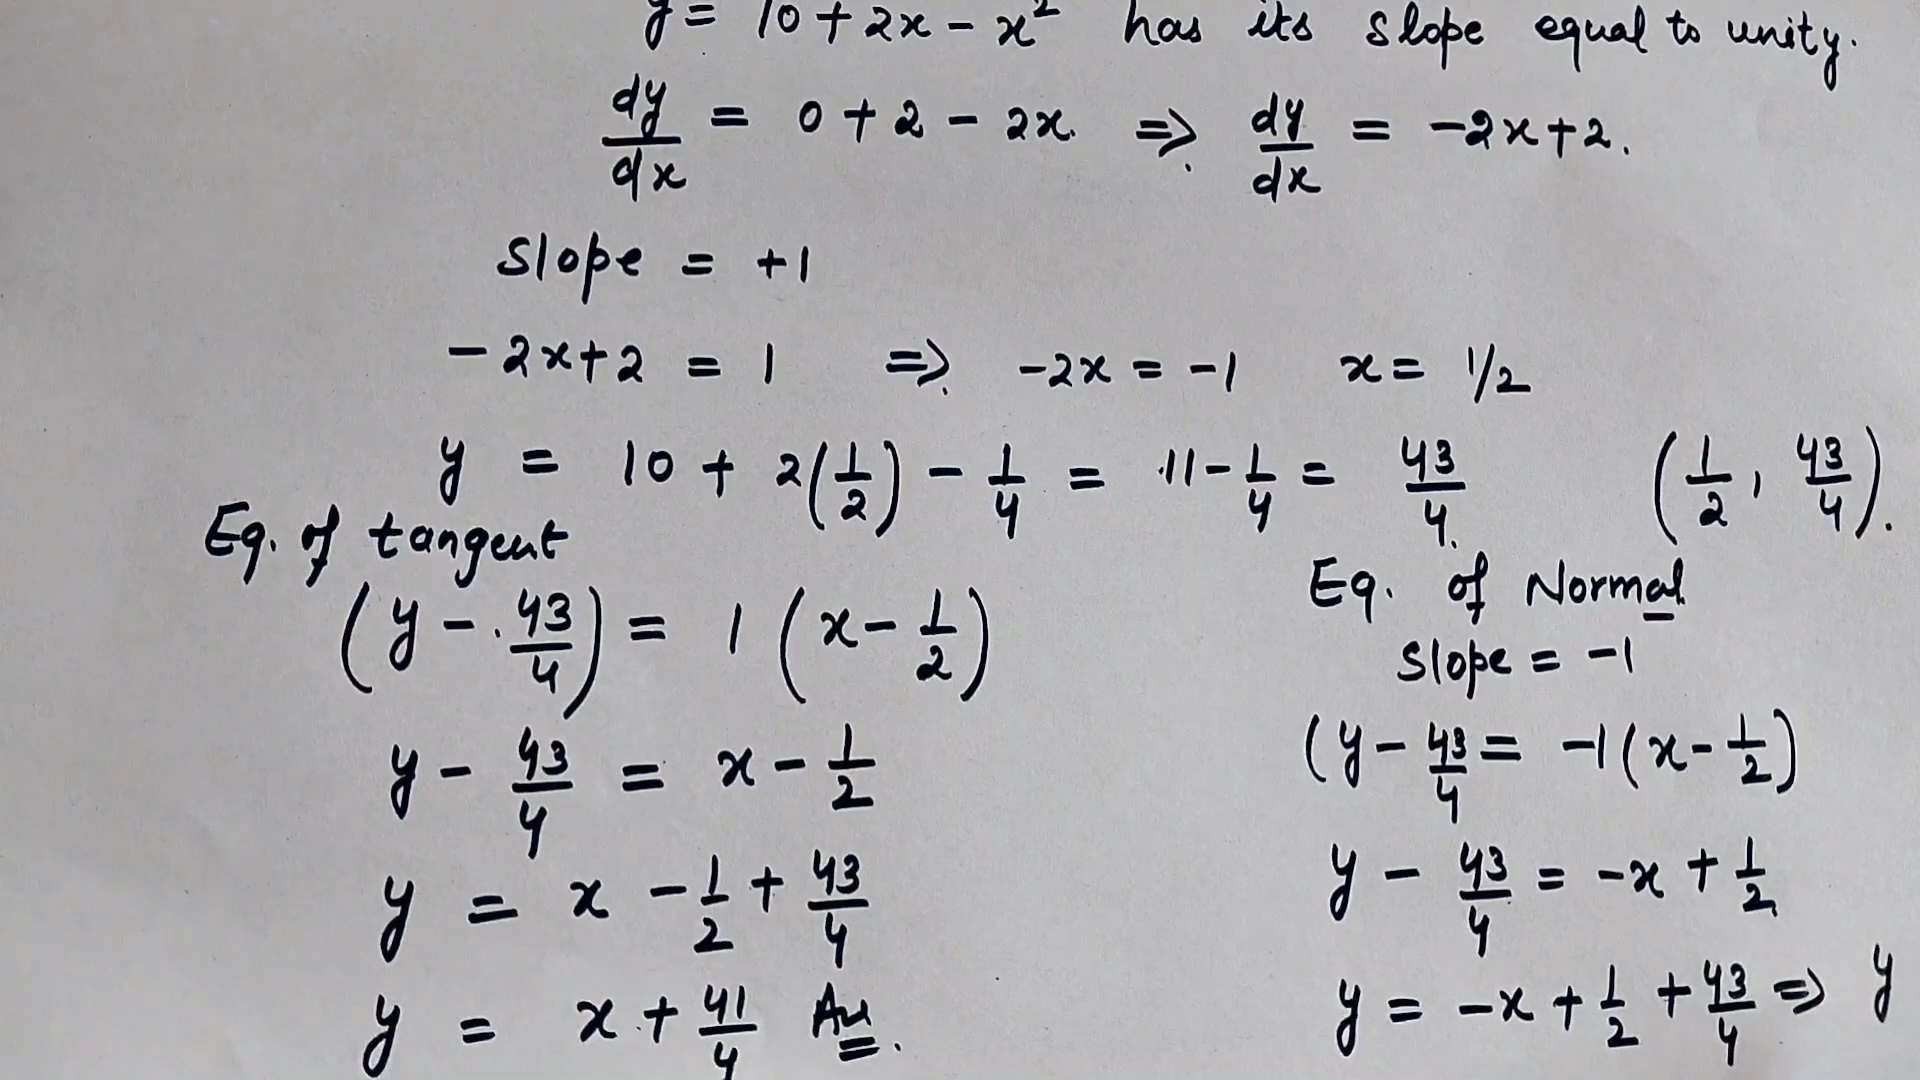 y = 10 + 2x - x² has its slope equal to unity.
dy/dx = 0 + 2 - 2x. => dy/dx = -2x+2.
Slope = +1
-2x+2 = 1 => -2x = -1 x = 1/2
y = 10 + 2(1/2) - 1/4 = 11 - 1/4 = 43/4. (1/2, 43/4).
Eq. of tangent
(y - 43/4) = 1 (x - 1/2)
y - 43/4 = x - 1/2
y = x - 1/2 + 43/4
y = x + 41/4 Ans.
Eq. of Normal
Slope = -1
(y - 43/4 = -1(x - 1/2)
y - 43/4 = -x + 1/2
y = -x + 1/2 + 43/4 => y